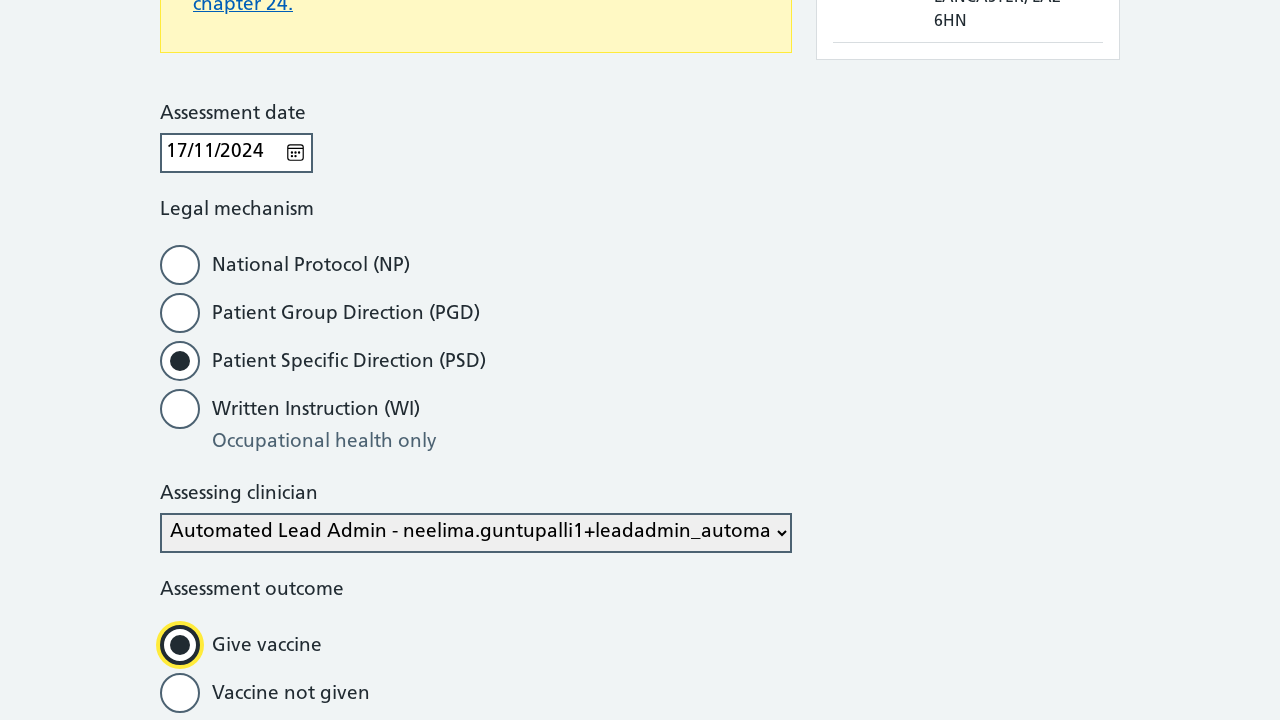 chapter 24.
6HN
Assessment date
17/11/2024
Legal mechanism
National Protocol (NP)
Patient Group Direction (PGD)
Patient Specific Direction (PSD)
Written Instruction (WI)
Occupational health only
Assessing clinician
Automated Lead Admin - neelima.guntupalli1+leadadmin_automa
Assessment outcome
Give vaccine
Vaccine not given